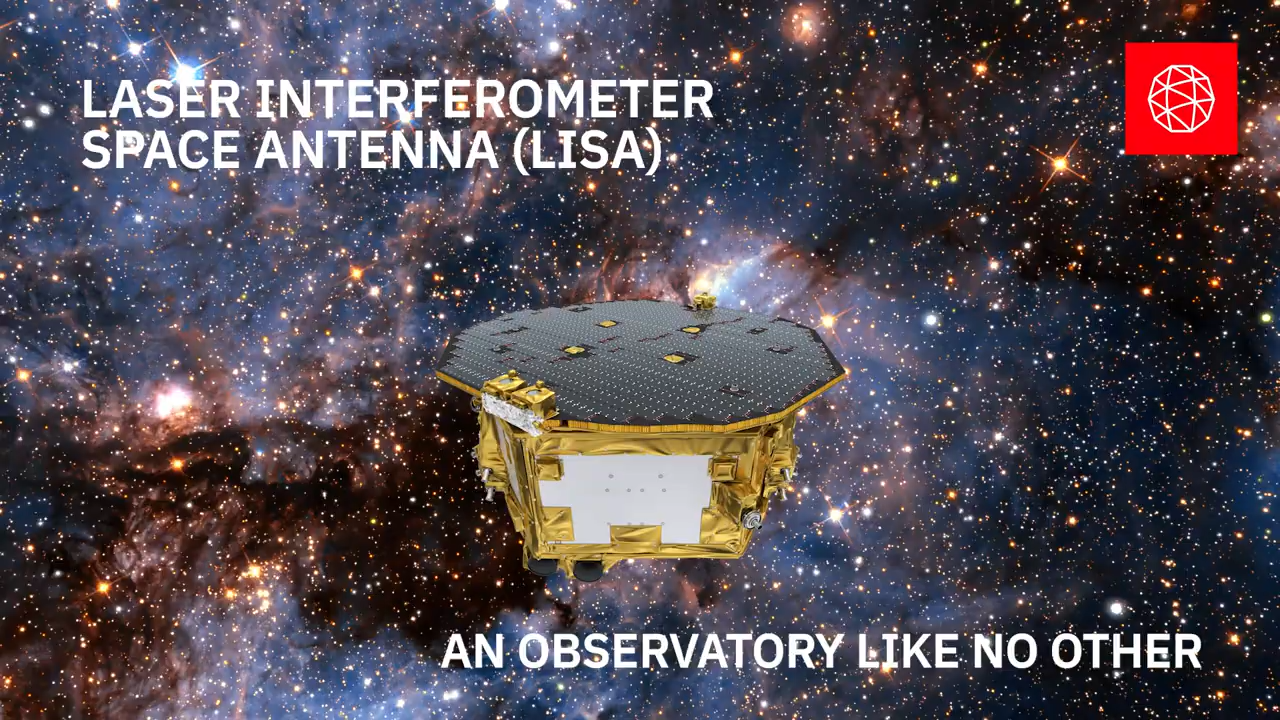 LASER INTERFEROMETER
SPACE ANTENNA (LISA)
AN OBSERVATORY LIKE NO OTHER